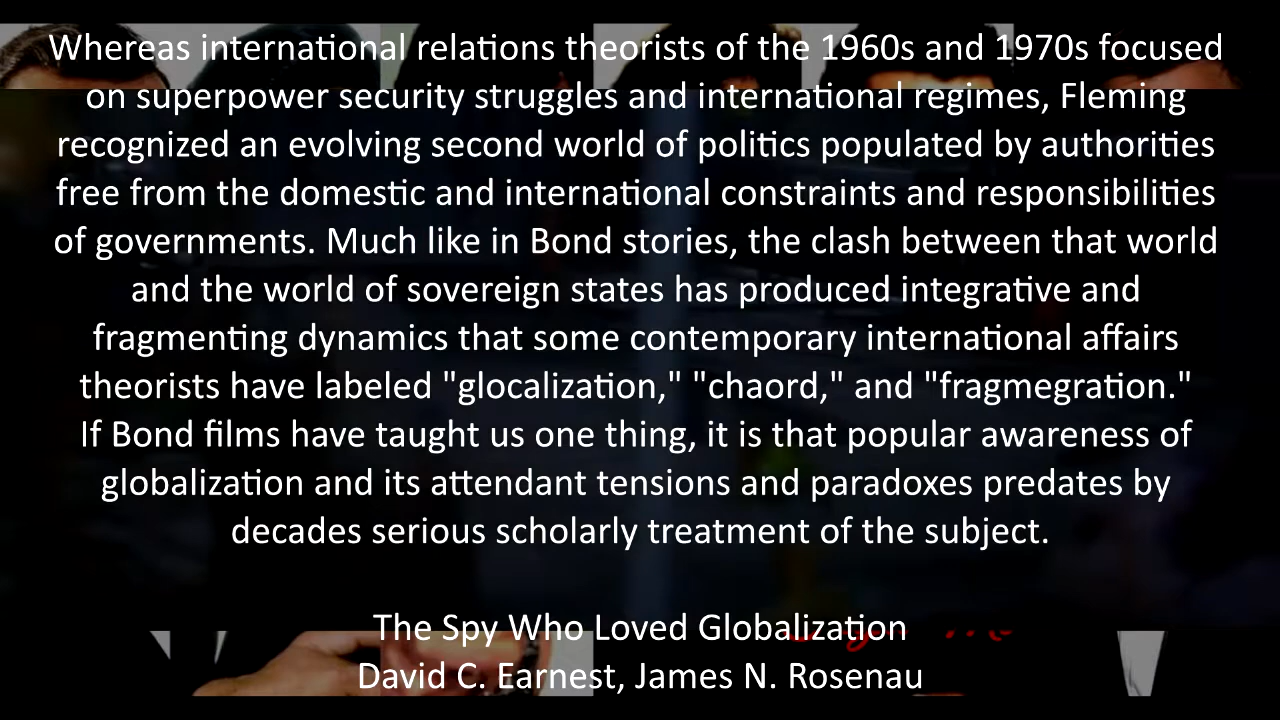 Whereas international relations theorists of the 1960s and 1970s focused
on superpower security struggles and international regimes, Fleming
recognized an evolving second world of politics populated by authorities
free from the domestic and international constraints and responsibilities
of governments. Much like in Bond stories, the clash between that world
and the world of sovereign states has produced integrative and
fragmenting dynamics that some contemporary international affairs
theorists have labeled "glocalization," "chaord," and "fragmegration."
If Bond films have taught us one thing, it is that popular awareness of
globalization and its attendant tensions and paradoxes predates by
decades serious scholarly treatment of the subject.
The Spy Who Loved Globalization
David C. Earnest, James N. Rosenau